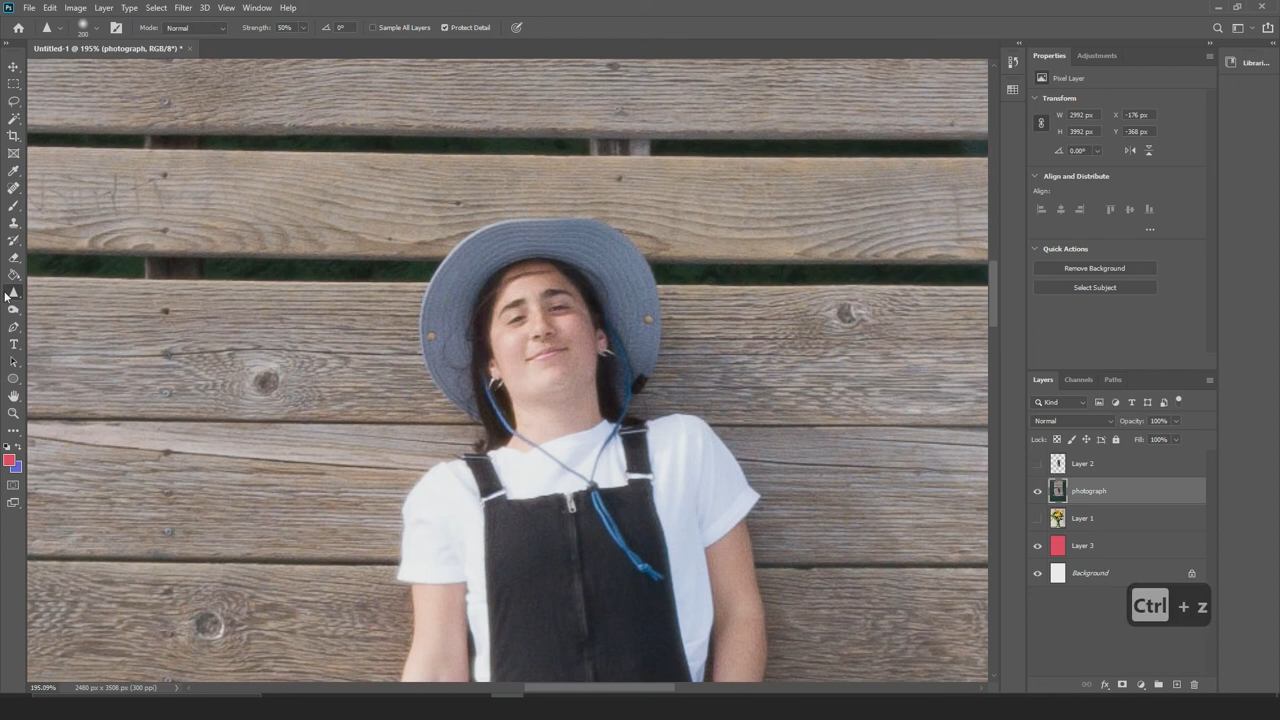 Ps File Edit Image Layer Type Select Filter 3D View Window Help
200 Mode: Normal Strength: 50% 0° Sample All Layers Protect Detail
Untitled-1 @ 195% (photograph, RGB/8*) * ×
Properties Adjustments
Librari...
Pixel Layer
Transform
W 2992 px X -176 px
H 3992 px Y -368 px
0.00°
Align and Distribute
Align:
Quick Actions
Remove Background
Select Subject
Layers Channels Paths
Kind
Normal Opacity: 100%
Lock: Fill: 100%
Layer 2
photograph
Layer 1
Layer 3
Background
Ctrl + z
195.09% 2480 px x 3508 px (300 ppi)